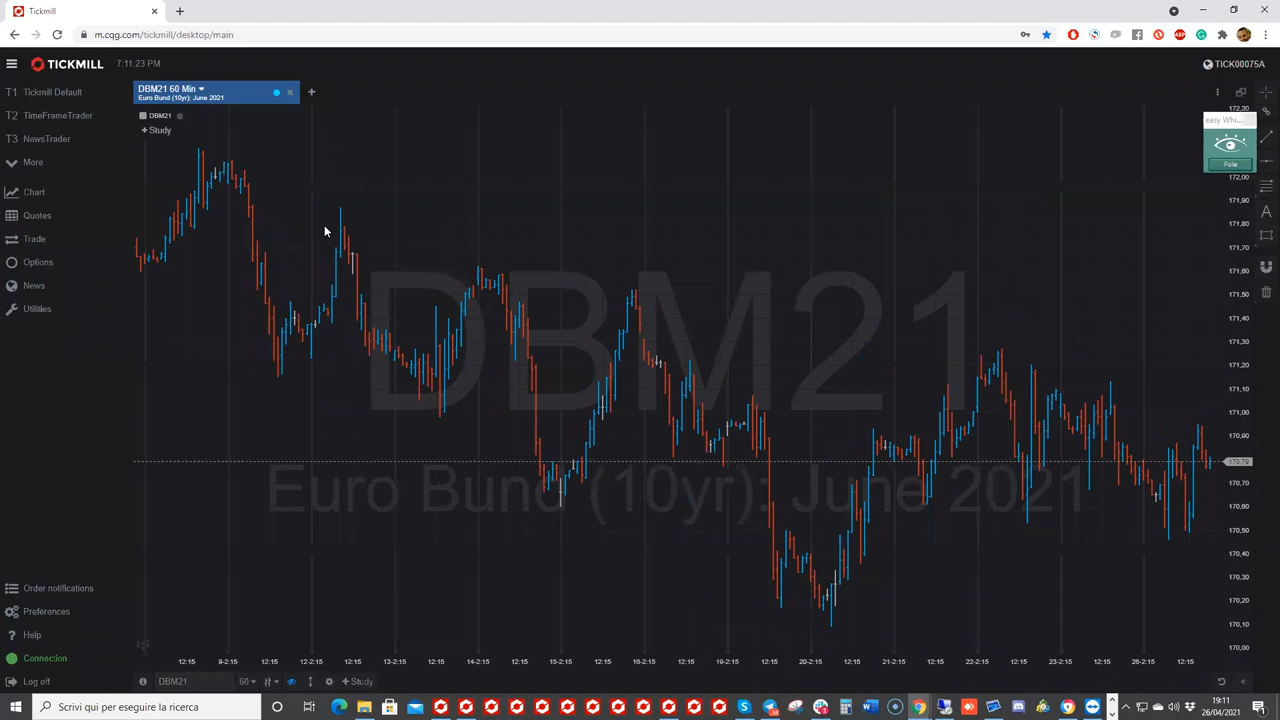 Tickmill
m.cqg.com/tickmill/desktop/main
ABP
TICKMILL
7:11:23 PM
TICK00075A
T1 Tickmill Default
T2 TimeFrameTrader
T3 NewsTrader
More
Chart
Quotes
Trade
Options
News
Utilities
Order notifications
Preferences
Help
Connection
Log off
DBM21 60 Min
Euro Bund (10yr): June 2021
DBM21
+ Study
easy Whi...
Fole
DBM21
Euro Bund (10yr): June 2021
172,30
172,00
171,90
171,80
171,70
171,60
171,50
171,40
171,30
171,20
171,10
171,00
170,90
170,79
170,70
170,60
170,50
170,40
170,30
170,20
170,10
170,00
12:15 9-2:15 12:15 12-2:15 12:15 13-2:15 12:15 14-2:15 12:15 15-2:15 12:15 16-2:15 12:15 19-2:15 12:15 20-2:15 12:15 21-2:15 12:15 22-2:15 12:15 23-2:15 12:15 26-2:15 12:15
DBM21 60 + Study
Scrivi qui per eseguire la ricerca
19:11
26/04/2021